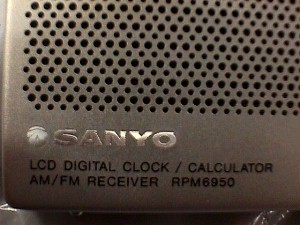 SANYO
LCD DIGITAL CLOCK / CALCULATOR
AM/FM RECEIVER RPM6950